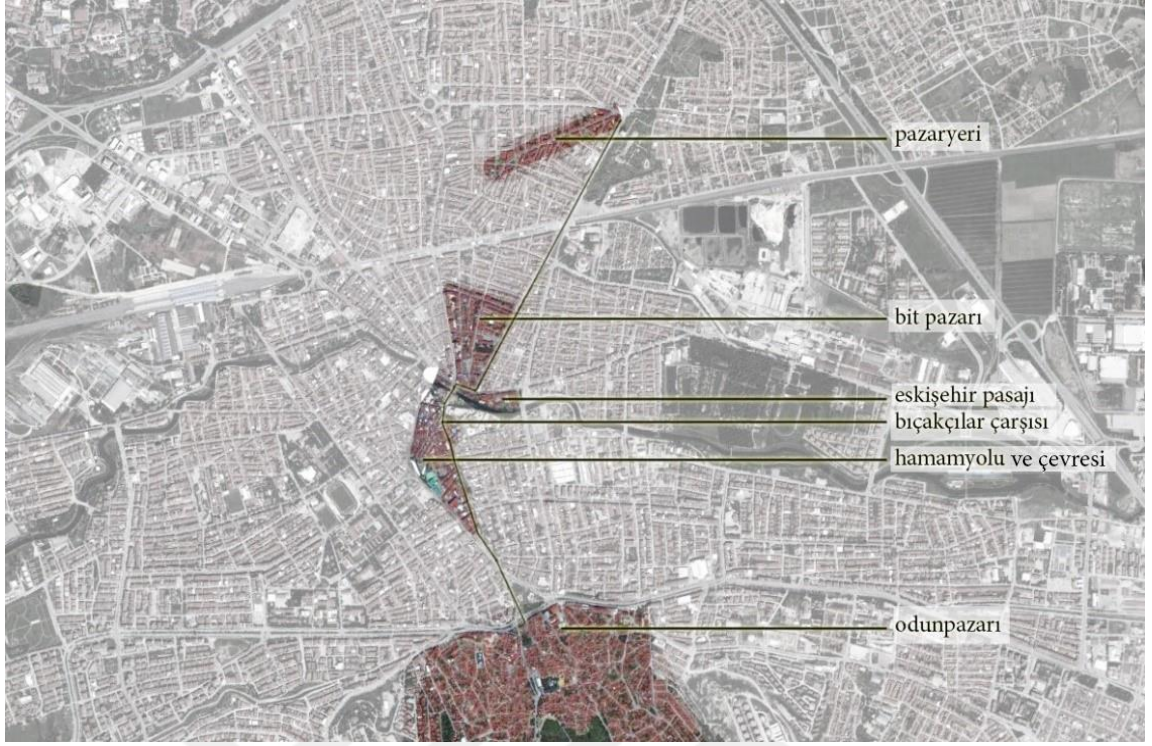 pazaryeri
bit pazarı
eskişehir pasajı
bıçakçılar çarşısı
hamamyolu ve çevresi
odunpazarı